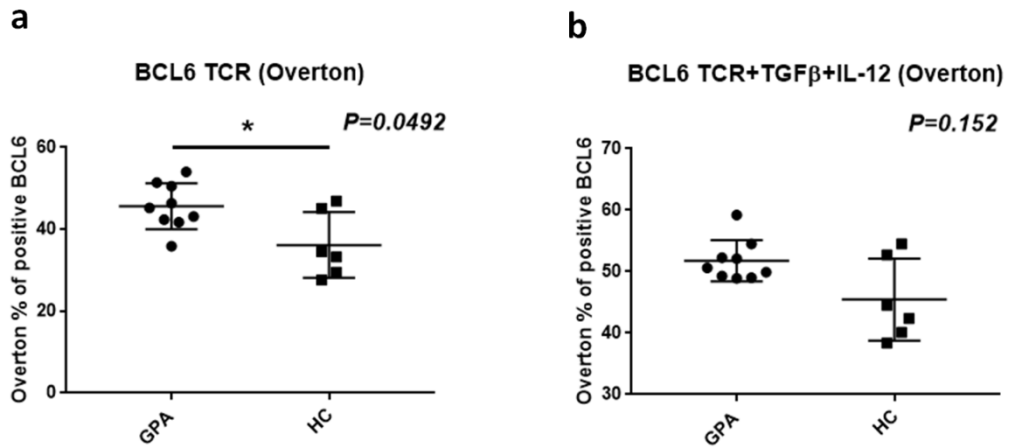 a
BCL6 TCR (Overton)
P=0.0492
*
Overton % of positive BCL6
60
40
20
0
GPA
HC
b
BCL6 TCR+TGFβ+IL-12 (Overton)
P=0.152
Overton % of positive BCL6
70
60
50
40
30
GPA
HC